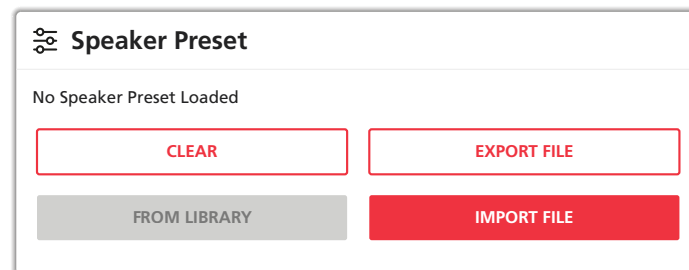 Speaker Preset
No Speaker Preset Loaded
CLEAR
EXPORT FILE
FROM LIBRARY
IMPORT FILE